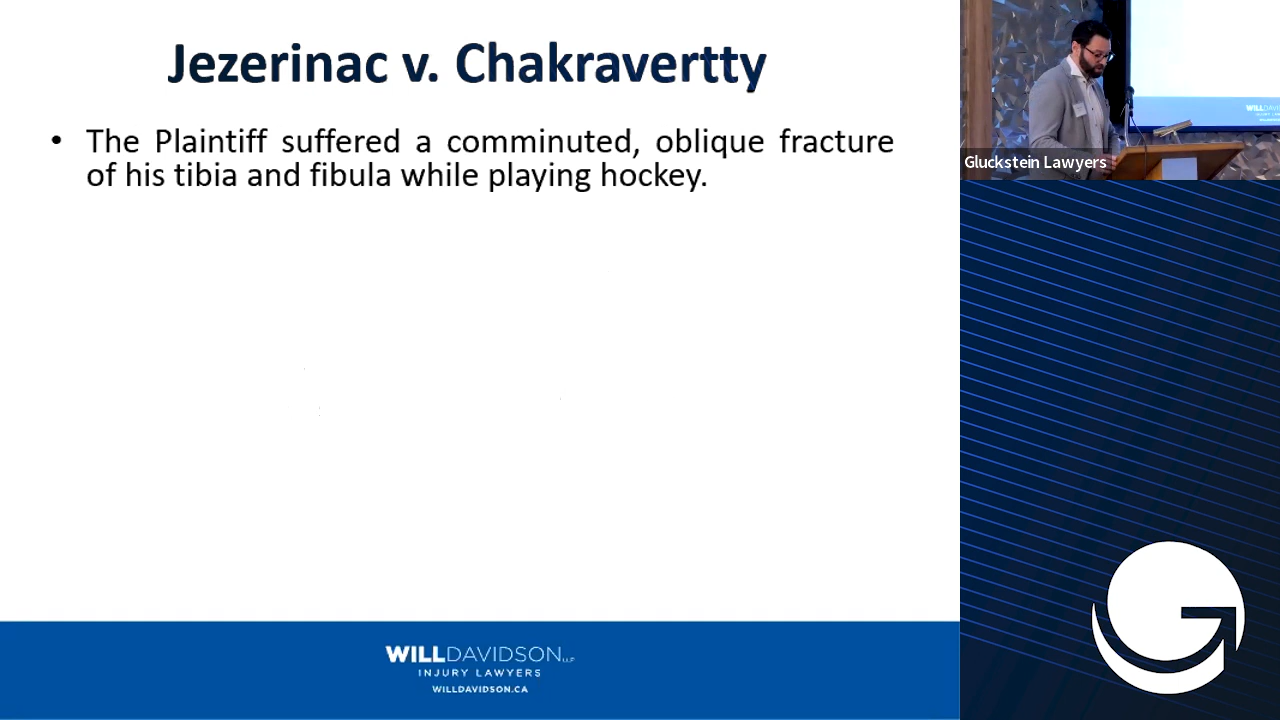 Jezerinac v. Chakravertty
• The Plaintiff suffered a comminuted, oblique fracture
of his tibia and fibula while playing hockey.
WILLDAVIDSON LLP
INJURY LAWYERS
WILLDAVIDSON.CA
Gluckstein Lawyers